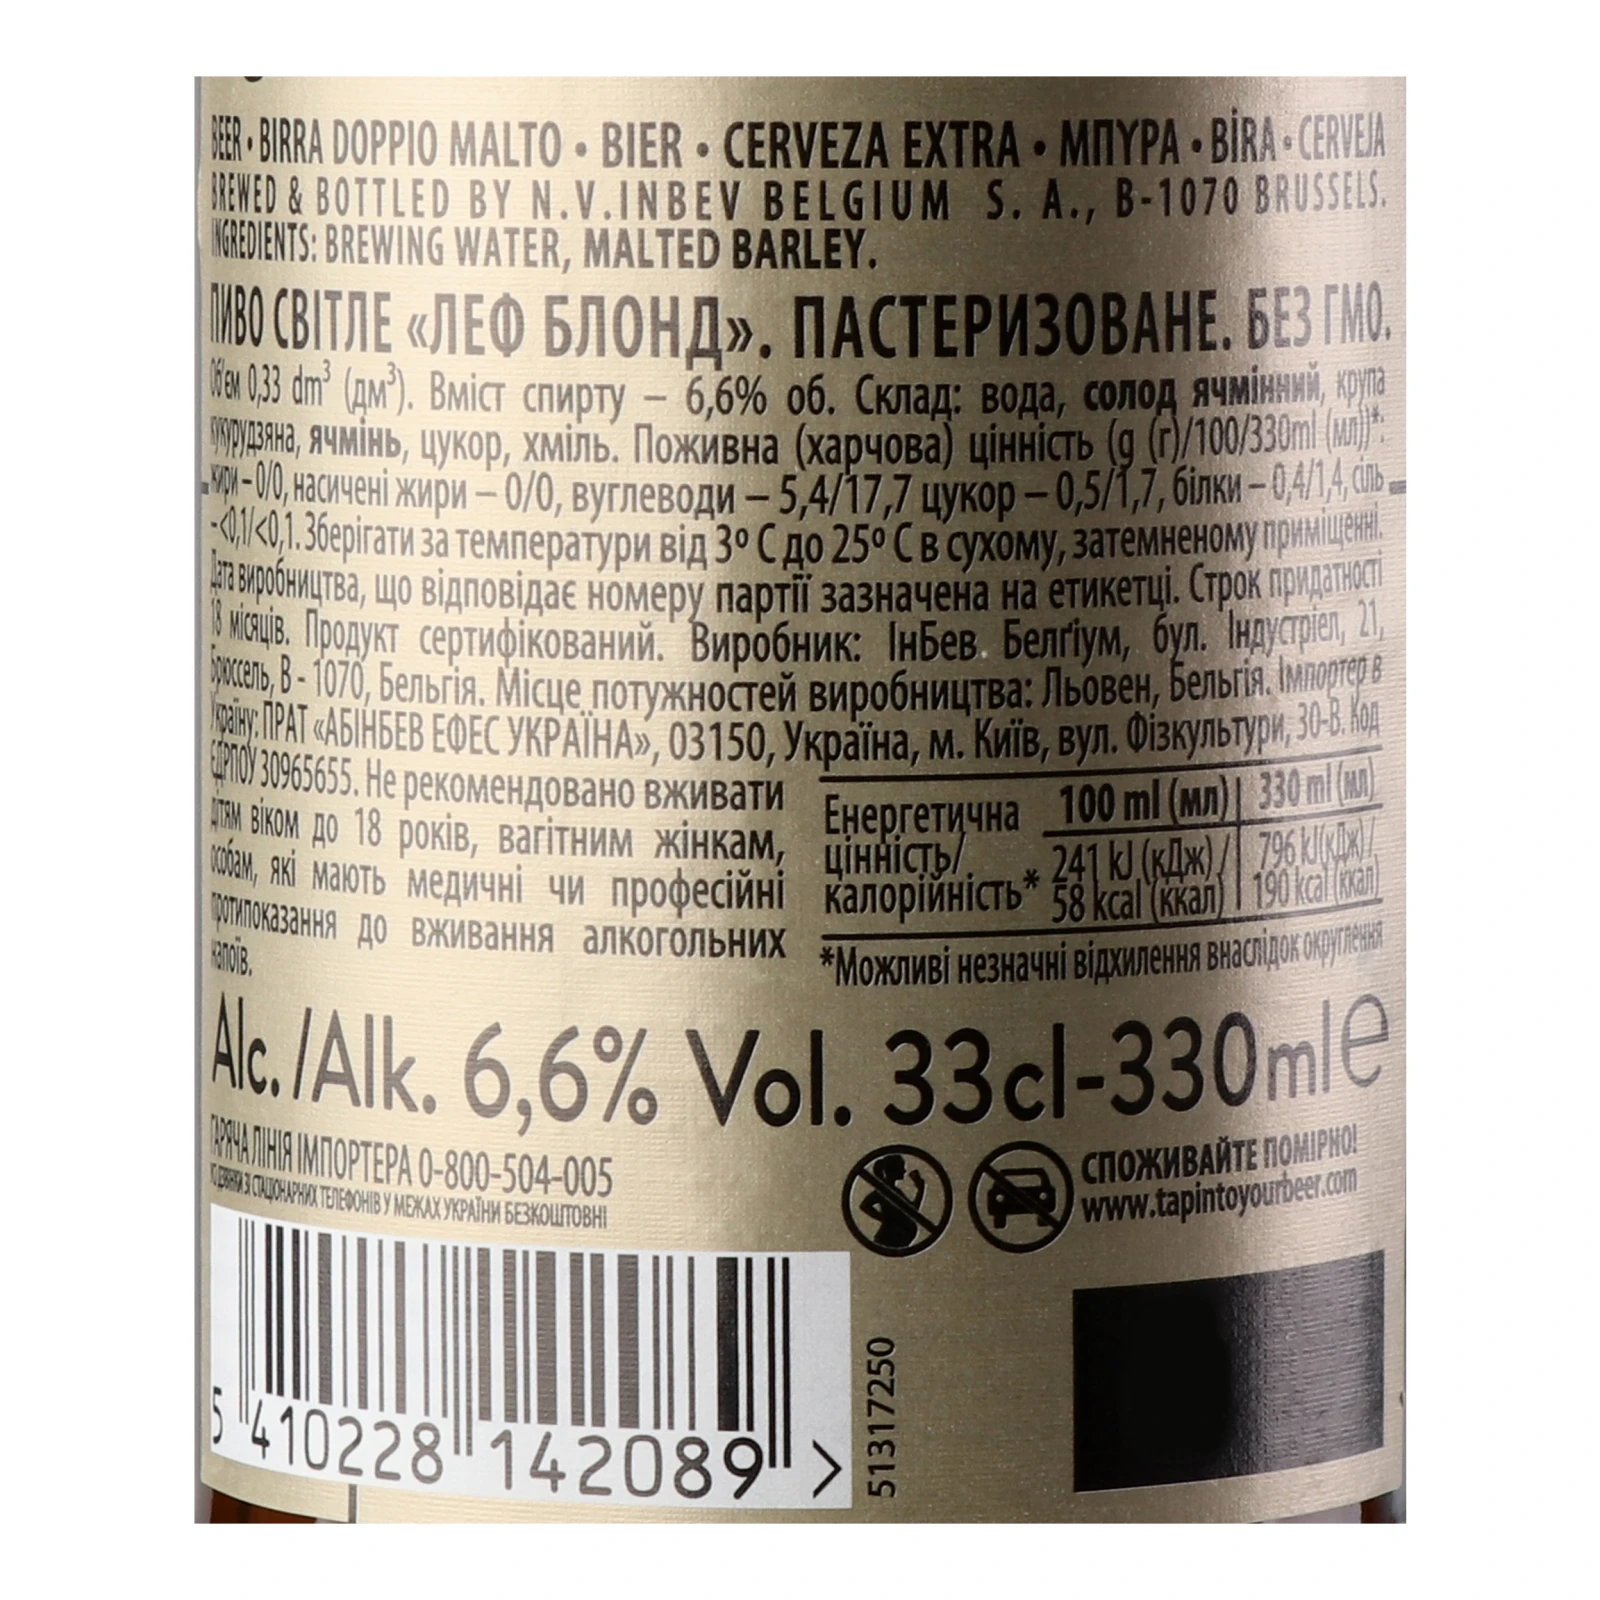 BEER • BIRRA DOPPIO MALTO • BIER • CERVEZA EXTRA • ΜΠΥΡΑ • BİRA • CERVEJA
BREWED & BOTTLED BY N.V.INBEV BELGIUM S. A., B-1070 BRUSSELS.
INGREDIENTS: BREWING WATER, MALTED BARLEY.
ПИВО СВІТЛЕ «ЛЕФ БЛОНД». ПАСТЕРИЗОВАНЕ. БЕЗ ГМО.
Об'єм 0,33 dm³ (дм³). Вміст спирту – 6,6% об. Склад: вода, солод ячмінний, крупа
кукурудзяна, ячмінь, цукор, хміль. Поживна (харчова) цінність (g (г)/100/330ml (мл))*:
жири – 0/0, насичені жири – 0/0, вуглеводи – 5,4/17,7 цукор – 0,5/1,7, білки – 0,4/1,4, сіль
– <0,1/<0,1. Зберігати за температури від 3º С до 25º С в сухому, затемненому приміщенні.
Дата виробництва, що відповідає номеру партії зазначена на етикетці. Строк придатності
18 місяців. Продукт сертифікований. Виробник: ІнБев Белґіум, бул. Індустріел, 21,
Брюссель, В - 1070, Бельгія. Місце потужностей виробництва: Льовен, Бельгія. Імпортер в
Україну: ПРАТ «АБІНБЕВ ЕФЕС УКРАЇНА», 03150, Україна, м. Київ, вул. Фізкультури, 30-В. Код
ЄДРПОУ 30965655. Не рекомендовано вживати
дітям віком до 18 років, вагітним жінкам,
особам, які мають медичні чи професійні
протипоказання до вживання алкогольних
напоїв.
Енергетична цінність/ калорійність*
100 ml (мл) | 330 ml (мл)
241 kJ (кДж) / | 796 kJ(кДж) /
58 kcal (ккал) | 190 kcal (ккал)
*Можливі незначні відхилення внаслідок округлення
Alc. /Alk. 6,6% Vol. 33cl-330ml e
ГАРЯЧА ЛІНІЯ ІМПОРТЕРА 0-800-504-005
УСІ ДЗВІНКИ ЗІ СТАЦІОНАРНИХ ТЕЛЕФОНІВ У МЕЖАХ УКРАЇНИ БЕЗКОШТОВНІ
СПОЖИВАЙТЕ ПОМІРНО!
www.tapintoyourbeer.com
5 410228 142089 >
51317250